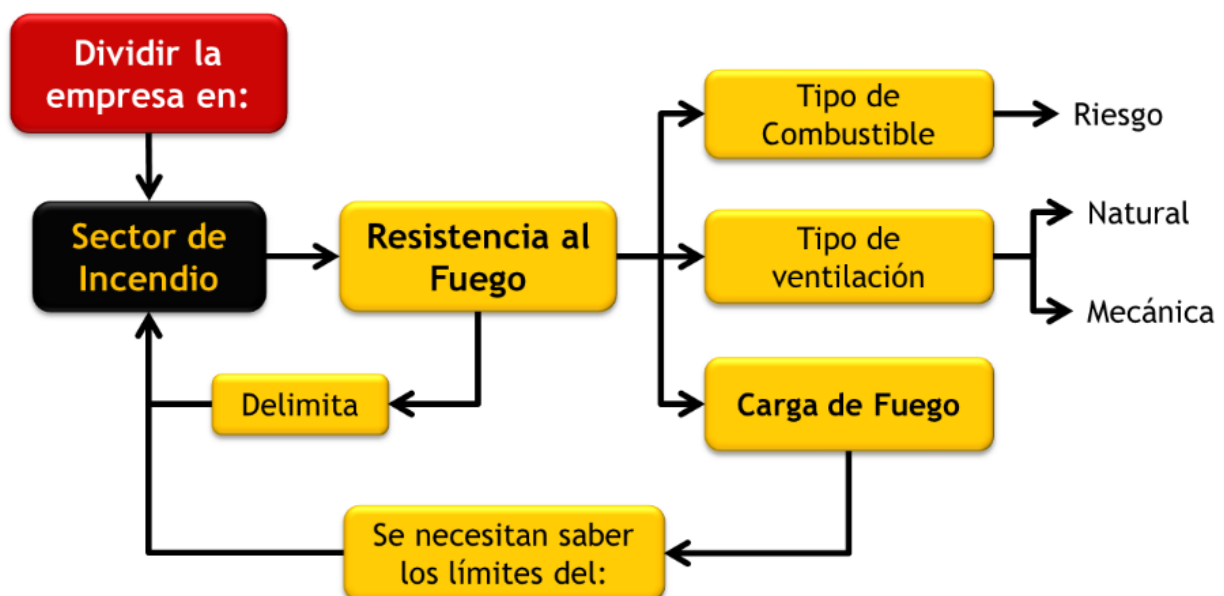 Dividir la
empresa en:
Sector de
Incendio
Resistencia al
Fuego
Tipo de
Combustible
Riesgo
Tipo de
ventilación
Natural
Mecánica
Delimita
Carga de Fuego
Se necesitan saber
los límites del: